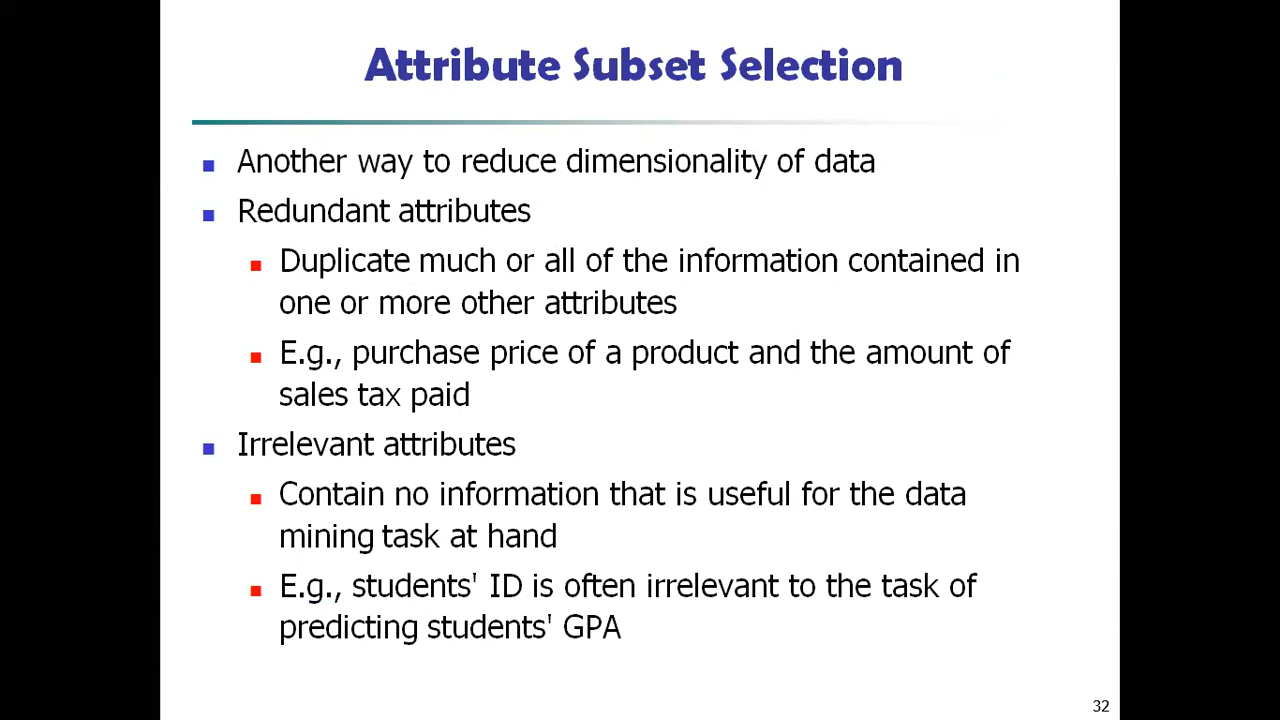 Attribute Subset Selection
Another way to reduce dimensionality of data
Redundant attributes
Duplicate much or all of the information contained in
one or more other attributes
E.g., purchase price of a product and the amount of
sales tax paid
Irrelevant attributes
Contain no information that is useful for the data
mining task at hand
E.g., students' ID is often irrelevant to the task of
predicting students' GPA
32